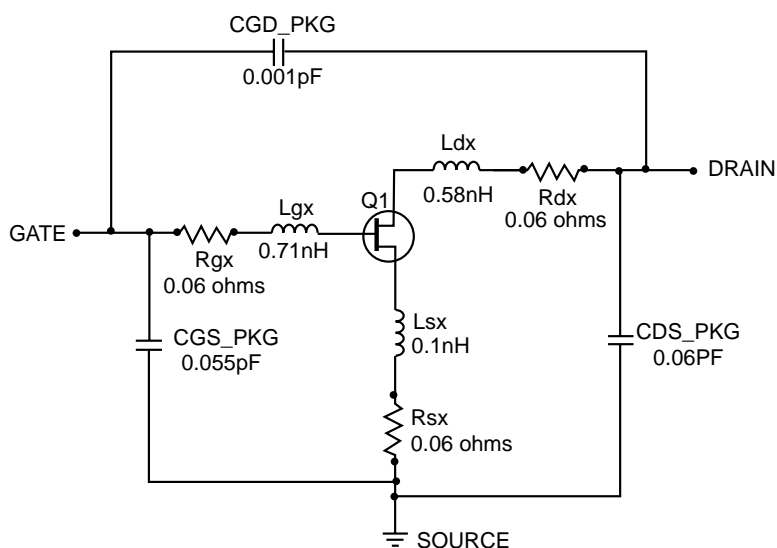 CGD_PKG
0.001pF
Ldx
0.58nH
Rdx
0.06 ohms
DRAIN
Q1
GATE
Lgx
0.71nH
Rgx
0.06 ohms
Lsx
0.1nH
CGS_PKG
0.055pF
CDS_PKG
0.06PF
Rsx
0.06 ohms
SOURCE